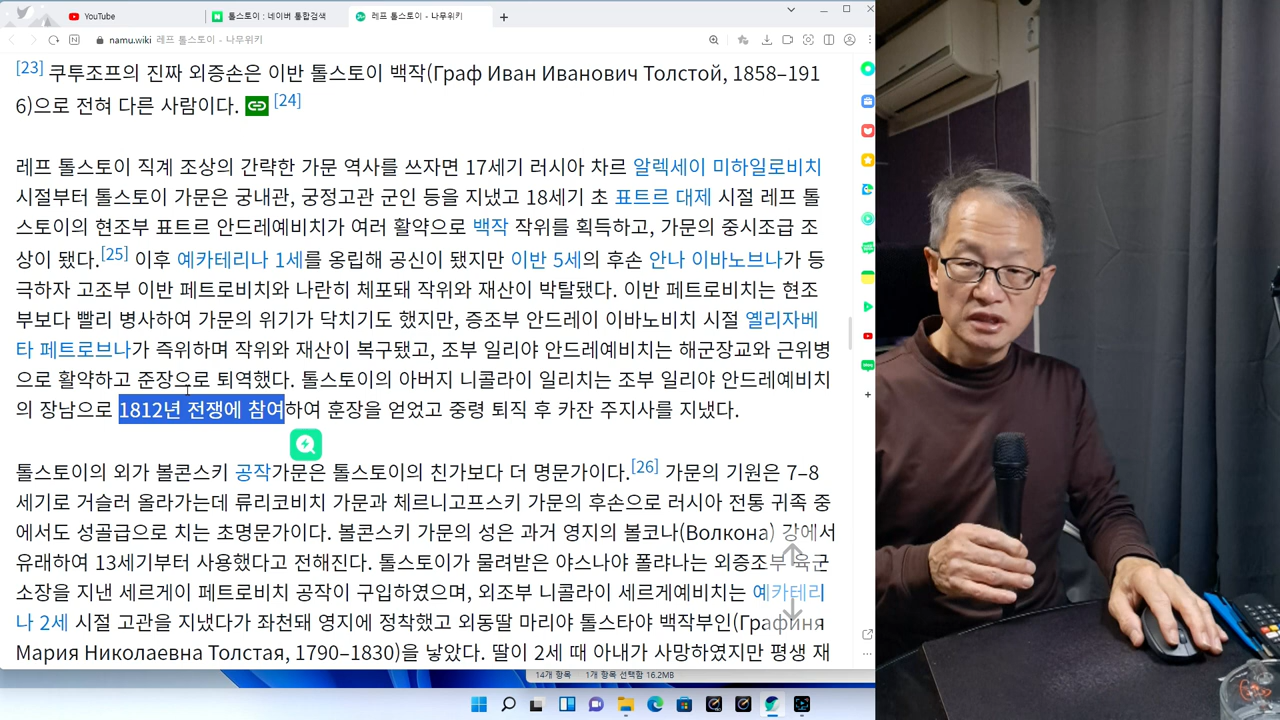 YouTube
톨스토이 : 네이버 통합검색
레프 톨스토이 - 나무위키
namu.wiki 레프 톨스토이 - 나무위키
[23] 쿠투조프의 진짜 외증손은 이반 톨스토이 백작(Граф Иван Иванович Толстой, 1858–191
6)으로 전혀 다른 사람이다. [24]
레프 톨스토이 직계 조상의 간략한 가문 역사를 쓰자면 17세기 러시아 차르 알렉세이 미하일로비치
시절부터 톨스토이 가문은 궁내관, 궁정고관 군인 등을 지냈고 18세기 초 표트르 대제 시절 레프 톨
스토이의 현조부 표트르 안드레예비치가 여러 활약으로 백작 작위를 획득하고, 가문의 중시조급 조
상이 됐다.[25] 이후 예카테리나 1세를 옹립해 공신이 됐지만 이반 5세의 후손 안나 이바노브나가 등
극하자 고조부 이반 페트로비치와 나란히 체포돼 작위와 재산이 박탈됐다. 이반 페트로비치는 현조
부보다 빨리 병사하여 가문의 위기가 닥치기도 했지만, 증조부 안드레이 이바노비치 시절 옐리자베
타 페트로브나가 즉위하며 작위와 재산이 복구됐고, 조부 일리야 안드레예비치는 해군장교와 근위병
으로 활약하고 준장으로 퇴역했다. 톨스토이의 아버지 니콜라이 일리치는 조부 일리야 안드레예비치
의 장남으로 1812년 전쟁에 참여하여 훈장을 얻었고 중령 퇴직 후 카잔 주지사를 지냈다.
톨스토이의 외가 볼콘스키 공작가문은 톨스토이의 친가보다 더 명문가이다.[26] 가문의 기원은 7–8
세기로 거슬러 올라가는데 류리코비치 가문과 체르니고프스키 가문의 후손으로 러시아 전통 귀족 중
에서도 성골급으로 치는 초명문가이다. 볼콘스키 가문의 성은 과거 영지의 볼코나(Волкона) 강에서
유래하여 13세기부터 사용했다고 전해진다. 톨스토이가 물려받은 야스나야 폴랴나는 외증조부 육군
소장을 지낸 세르게이 페트로비치 공작이 구입하였으며, 외조부 니콜라이 세르게예비치는 예카테리
나 2세 시절 고관을 지냈다가 좌천돼 영지에 정착했고 외동딸 마리야 톨스타야 백작부인(Графиня
Мария Николаевна Толстая, 1790–1830)을 낳았다. 딸이 2세 때 아내가 사망하였지만 평생 재
14개 항목 1개 항목 선택함 16.2MB